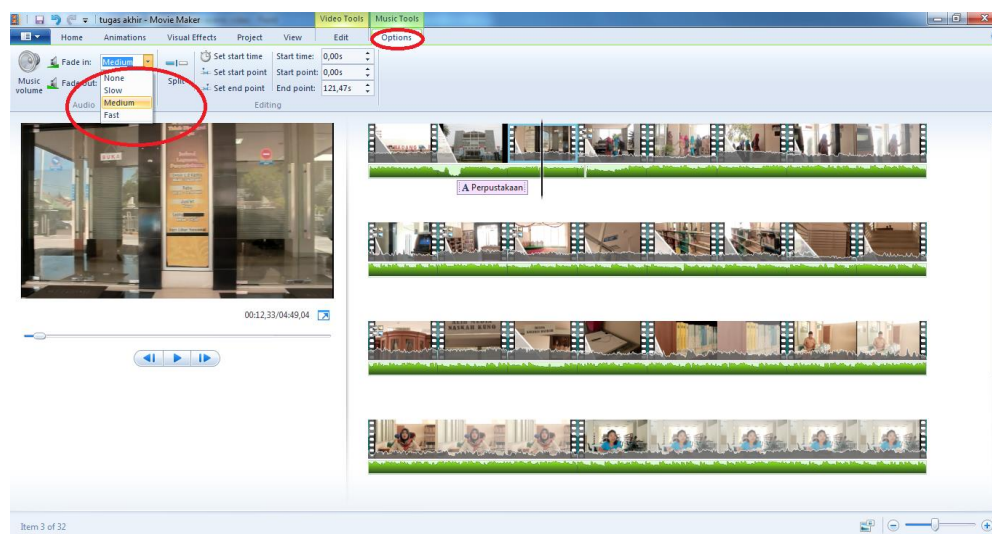 tugas akhir - Movie Maker
Video Tools
Music Tools
Home
Animations
Visual Effects
Project
View
Edit
Options
Music volume
Fade in: Medium
Fade out:
None
Slow
Medium
Fast
Audio
Split
Set start time
Set start point
Set end point
Start time: 0,00s
Start point: 0,00s
End point: 121,47s
Editing
BUKA
A Perpustakaan
00:12,33/04:49,04
Item 3 of 32